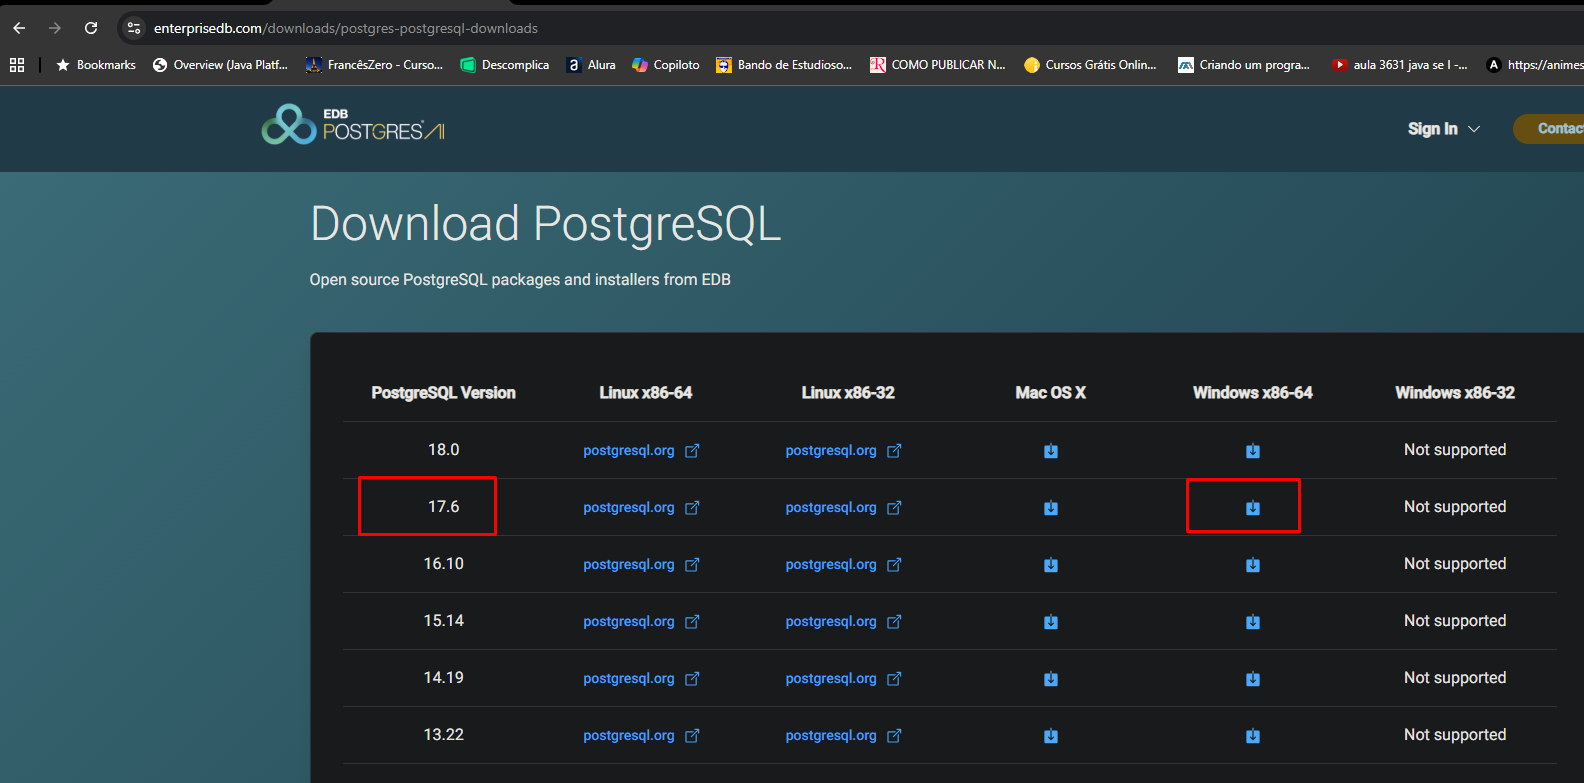 enterprisedb.com/downloads/postgres-postgresql-downloads
Bookmarks Overview (Java Platf... FrancêsZero - Curso... Descomplica a Alura Copiloto Bando de Estudioso... R COMO PUBLICAR N... Cursos Grátis Onlin... Criando um progra... aula 3631 java se I -... A https://animes
EDB
POSTGRES AI
Sign In Contac
Download PostgreSQL
Open source PostgreSQL packages and installers from EDB
PostgreSQL Version Linux x86-64 Linux x86-32 Mac OS X Windows x86-64 Windows x86-32
18.0 postgresql.org postgresql.org Not supported
17.6 postgresql.org postgresql.org Not supported
16.10 postgresql.org postgresql.org Not supported
15.14 postgresql.org postgresql.org Not supported
14.19 postgresql.org postgresql.org Not supported
13.22 postgresql.org postgresql.org Not supported